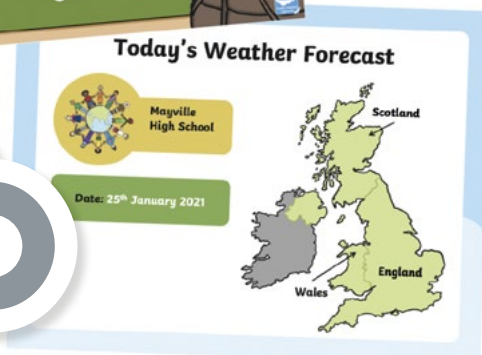 Today's Weather Forecast
Mayville
High School
Scotland
Date: 25th January 2021
England
Wales